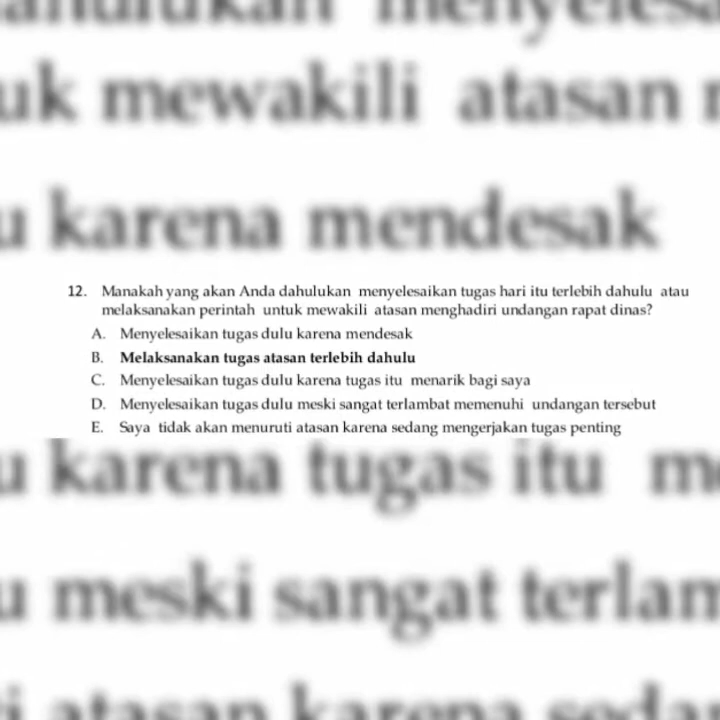 uk mewakili atasan
u karena mendesak
12. Manakah yang akan Anda dahulukan menyelesaikan tugas hari itu terlebih dahulu atau
melaksanakan perintah untuk mewakili atasan menghadiri undangan rapat dinas?
A. Menyelesaikan tugas dulu karena mendesak
B. Melaksanakan tugas atasan terlebih dahulu
C. Menyelesaikan tugas dulu karena tugas itu menarik bagi saya
D. Menyelesaikan tugas dulu meski sangat terlambat memenuhi undangan tersebut
E. Saya tidak akan menuruti atasan karena sedang mengerjakan tugas penting
u karena tugas itu me
u meski sangat terlam